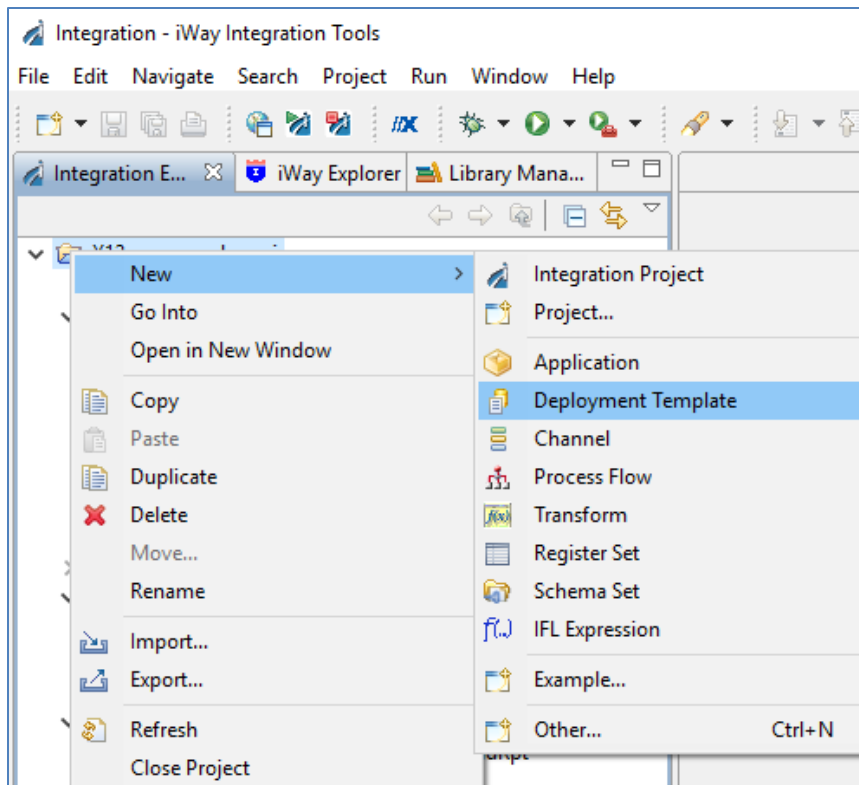 Integration - iWay Integration Tools
File Edit Navigate Search Project Run Window Help
Integration E... iWay Explorer Library Mana...
New
Go Into
Open in New Window
Copy
Paste
Duplicate
Delete
Move...
Rename
Import...
Export...
Refresh
Close Project
Integration Project
Project...
Application
Deployment Template
Channel
Process Flow
Transform
Register Set
Schema Set
f(..) IFL Expression
Example...
Other... Ctrl+N